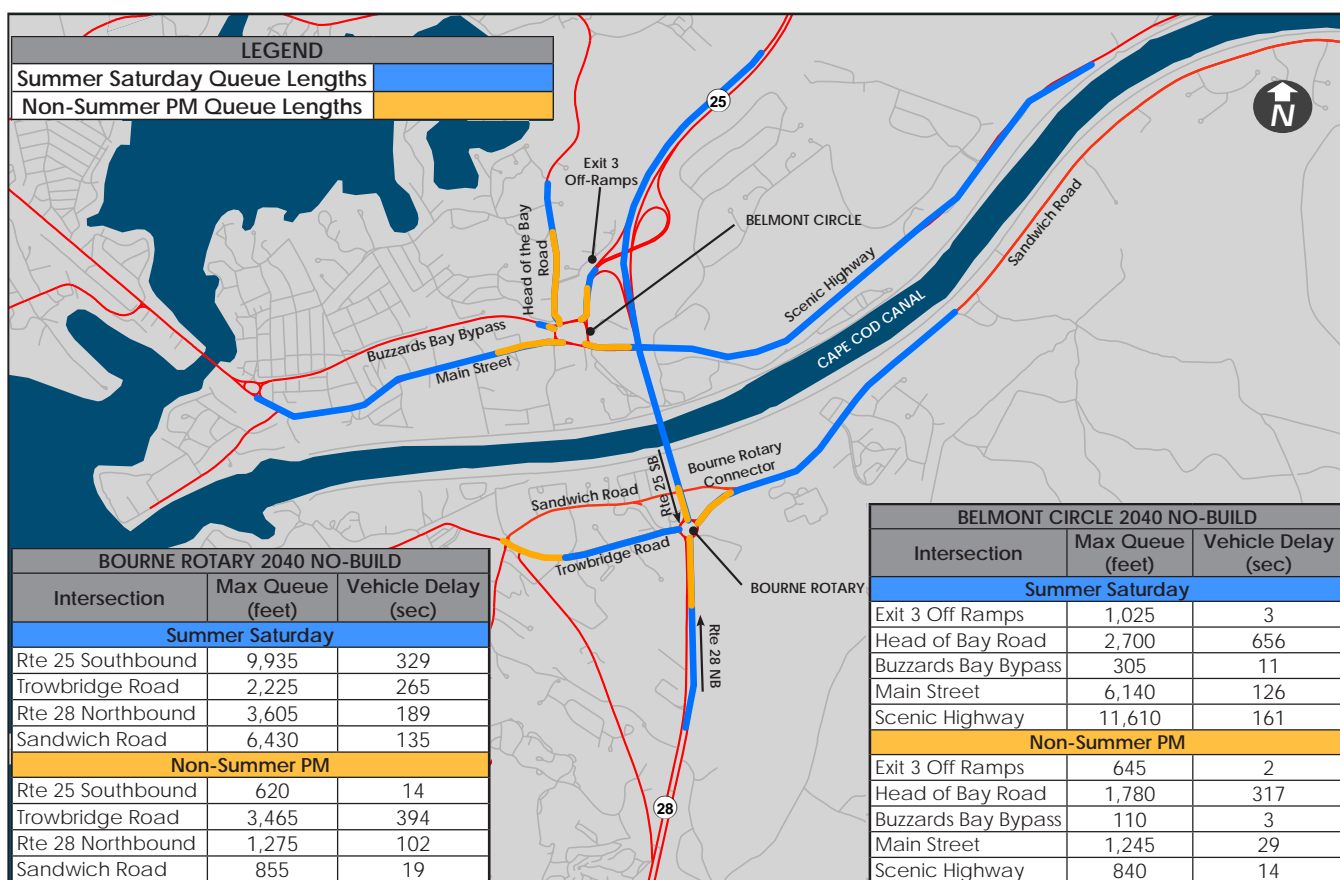 LEGEND
Summer Saturday Queue Lengths
Non-Summer PM Queue Lengths
25
N
Exit 3
Off-Ramps
BELMONT CIRCLE
Head of the Bay
Road
Buzzards Bay Bypass
Main Street
Scenic Highway
CAPE COD CANAL
Sandwich Road
Rte 25 SB
Bourne Rotary
Connector
Sandwich Road
Trowbridge Road
BOURNE ROTARY
Rte 28 NB
28
BOURNE ROTARY 2040 NO-BUILD
Intersection Max Queue (feet) Vehicle Delay (sec)
Summer Saturday
Rte 25 Southbound 9,935 329
Trowbridge Road 2,225 265
Rte 28 Northbound 3,605 189
Sandwich Road 6,430 135
Non-Summer PM
Rte 25 Southbound 620 14
Trowbridge Road 3,465 394
Rte 28 Northbound 1,275 102
Sandwich Road 855 19
BELMONT CIRCLE 2040 NO-BUILD
Intersection Max Queue (feet) Vehicle Delay (sec)
Summer Saturday
Exit 3 Off Ramps 1,025 3
Head of Bay Road 2,700 656
Buzzards Bay Bypass 305 11
Main Street 6,140 126
Scenic Highway 11,610 161
Non-Summer PM
Exit 3 Off Ramps 645 2
Head of Bay Road 1,780 317
Buzzards Bay Bypass 110 3
Main Street 1,245 29
Scenic Highway 840 14